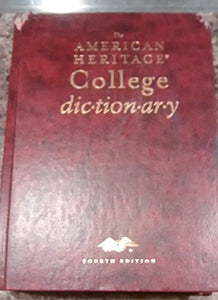 The
AMERICAN
HERITAGE®
College
dic·tion·ar·y
FOURTH EDITION